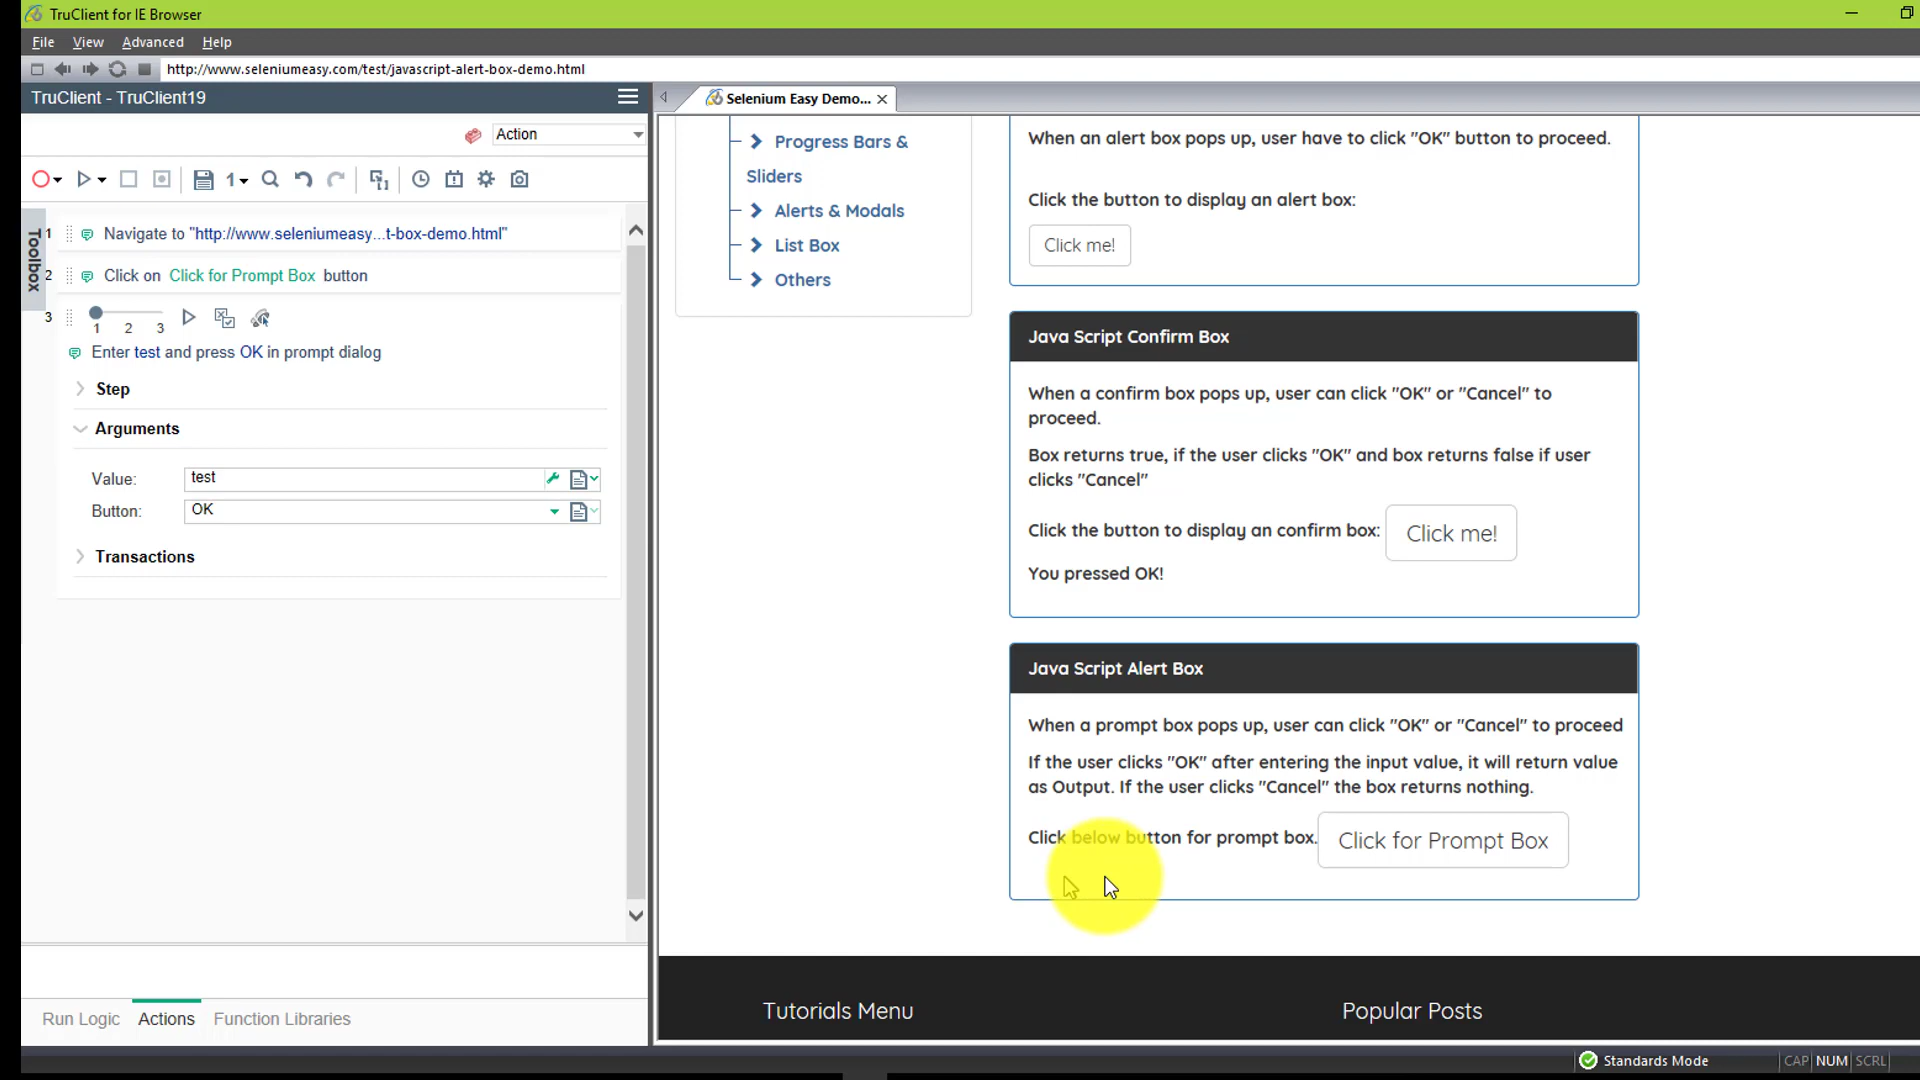 TruClient for IE Browser
File View Advanced Help
http://www.seleniumeasy.com/test/javascript-alert-box-demo.html
TruClient - TruClient19
Selenium Easy Demo...
Action
1
Toolbox
1 Navigate to "http://www.seleniumeasy...t-box-demo.html"
2 Click on Click for Prompt Box button
3
1 2 3
Enter test and press OK in prompt dialog
Step
Arguments
Value: test
Button: OK
Transactions
Run Logic Actions Function Libraries
Progress Bars &
Sliders
Alerts & Modals
List Box
Others
When an alert box pops up, user have to click "OK" button to proceed.
Click the button to display an alert box:
Click me!
Java Script Confirm Box
When a confirm box pops up, user can click "OK" or "Cancel" to
proceed.
Box returns true, if the user clicks "OK" and box returns false if user
clicks "Cancel"
Click the button to display an confirm box: Click me!
You pressed OK!
Java Script Alert Box
When a prompt box pops up, user can click "OK" or "Cancel" to proceed
If the user clicks "OK" after entering the input value, it will return value
as Output. If the user clicks "Cancel" the box returns nothing.
Click below button for prompt box. Click for Prompt Box
Tutorials Menu
Popular Posts
Standards Mode CAP NUM SCRL